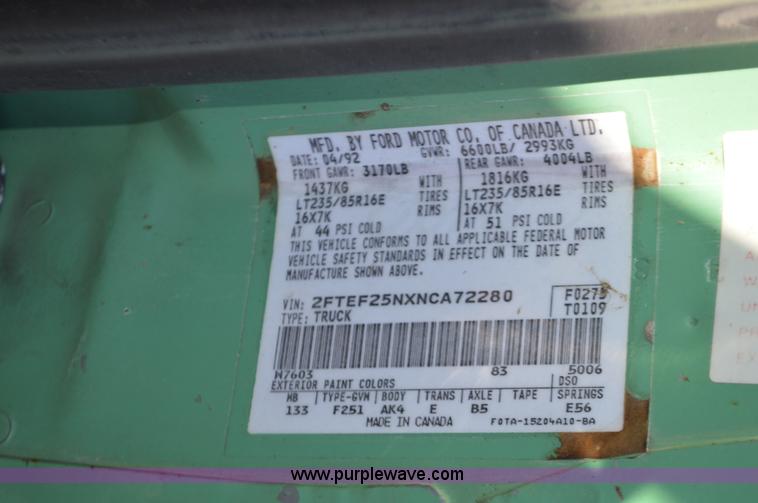 MFD. BY FORD MOTOR CO. OF CANADA LTD.
DATE: 04/92 GVWR: 6600LB/ 2993KG
FRONT GAWR: 3170LB REAR GAWR: 4004LB
1437KG WITH 1816KG WITH
LT235/85R16E TIRES LT235/85R16E TIRES
16X7K RIMS 16X7K RIMS
AT 44 PSI COLD AT 51 PSI COLD
THIS VEHICLE CONFORMS TO ALL APPLICABLE FEDERAL MOTOR
VEHICLE SAFETY STANDARDS IN EFFECT ON THE DATE OF
MANUFACTURE SHOWN ABOVE.
VIN: 2FTEF25NXNCA72280 F0275
TYPE: TRUCK T0109
W7603 83 5006
EXTERIOR PAINT COLORS DSO
WB TYPE-GVM BODY TRANS AXLE TAPE SPRINGS
133 F251 AK4 E B5 E56
MADE IN CANADA F0TA-15204A10-BA
www.purplewave.com